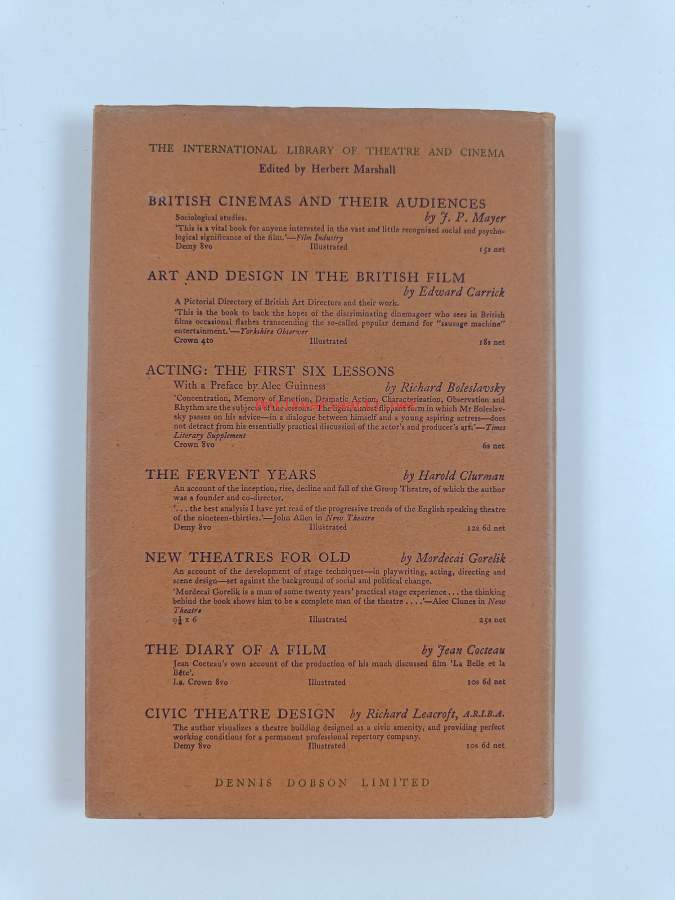 THE INTERNATIONAL LIBRARY OF THEATRE AND CINEMA
Edited by Herbert Marshall
BRITISH CINEMAS AND THEIR AUDIENCES
Sociological studies. by J. P. Mayer
'This is a vital book for anyone interested in the vast and little recognised social and psycho-
logical significance of the film.'—Film Industry
Demy 8vo Illustrated 15s net
ART AND DESIGN IN THE BRITISH FILM
by Edward Carrick
A Pictorial Directory of British Art Directors and their work.
'This is the book to back the hopes of the discriminating cinemagoer who sees in British
films occasional flashes transcending the so-called popular demand for "sausage machine"
entertainment.'—Yorkshire Observer
Crown 4to Illustrated 18s net
ACTING: THE FIRST SIX LESSONS
With a Preface by Alec Guinness by Richard Boleslavsky
'Concentration, Memory of Emotion, Dramatic Action, Characterization, Observation and
Rhythm are the subjects of the lessons. The light, almost flippant form in which Mr Boleslav-
sky passes on his advice—in a dialogue between himself and a young aspiring actress—does
not detract from his essentially practical discussion of the actor's and producer's art.'—Times
Literary Supplement
Crown 8vo 6s net
THE FERVENT YEARS by Harold Clurman
An account of the inception, rise, decline and fall of the Group Theatre, of which the author
was a founder and co-director.
'. . . the best analysis I have yet read of the progressive trends of the English speaking theatre
of the nineteen-thirties.'—John Allen in New Theatre
Demy 8vo Illustrated 12s 6d net
NEW THEATRES FOR OLD by Mordecai Gorelik
An account of the development of stage techniques—in playwriting, acting, directing and
scene design—set against the background of social and political change.
'Mordecai Gorelik is a man of some twenty years' practical stage experience . . . the thinking
behind the book shows him to be a complete man of the theatre . . . .'—Alec Clunes in New
Theatre
9½ x 6 Illustrated 25s net
THE DIARY OF A FILM by Jean Cocteau
Jean Cocteau's own account of the production of his much discussed film 'La Belle et la
Bête'.
La. Crown 8vo Illustrated 10s 6d net
CIVIC THEATRE DESIGN by Richard Leacroft, A.R.I.B.A.
The author visualizes a theatre building designed as a civic amenity, and providing perfect
working conditions for a permanent professional repertory company.
Demy 8vo Illustrated 10s 6d net
DENNIS DOBSON LIMITED